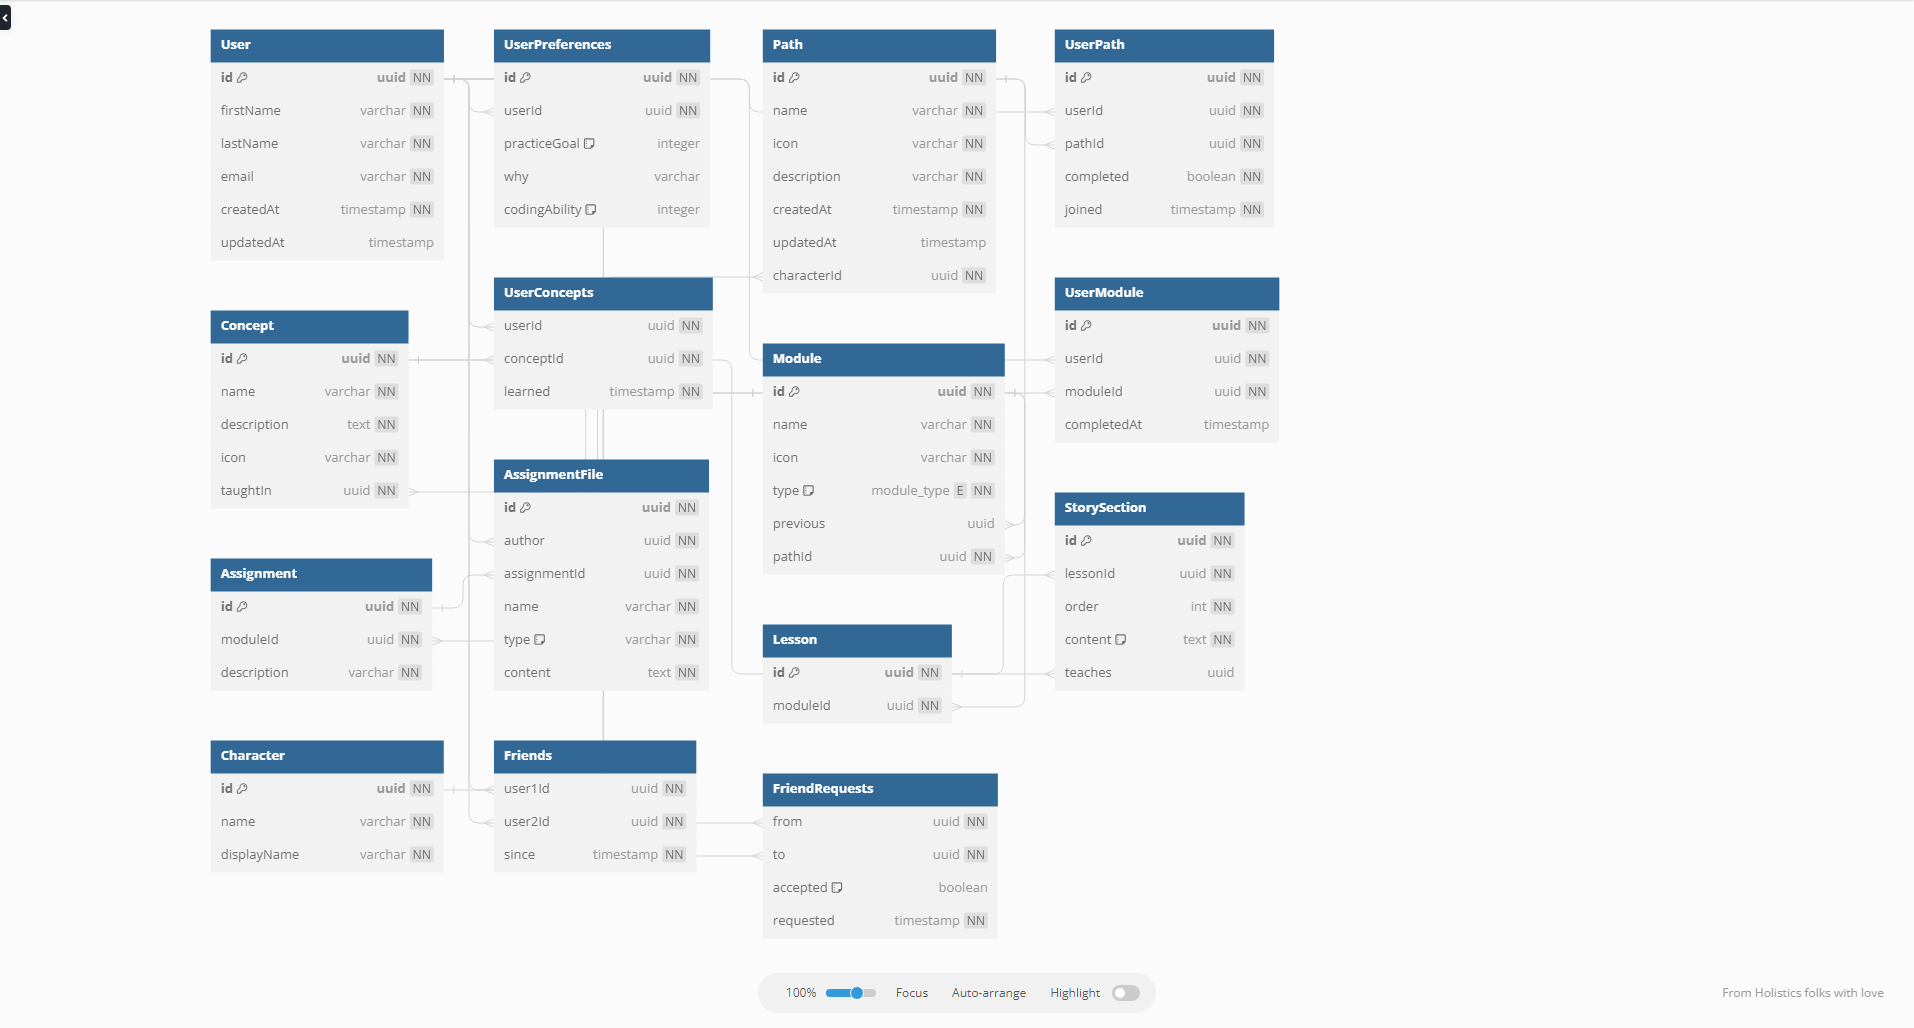 User
id uuid NN
firstName varchar NN
lastName varchar NN
email varchar NN
createdAt timestamp NN
updatedAt timestamp
UserPreferences
id uuid NN
userId uuid NN
practiceGoal integer
why varchar
codingAbility integer
Path
id uuid NN
name varchar NN
icon varchar NN
description varchar NN
createdAt timestamp NN
updatedAt timestamp
characterId uuid NN
UserPath
id uuid NN
userId uuid NN
pathId uuid NN
completed boolean NN
joined timestamp NN
Concept
id uuid NN
name varchar NN
description text NN
icon varchar NN
taughtIn uuid NN
UserConcepts
userId uuid NN
conceptId uuid NN
learned timestamp NN
Module
id uuid NN
name varchar NN
icon varchar NN
type module_type E NN
previous uuid
pathId uuid NN
UserModule
id uuid NN
userId uuid NN
moduleId uuid NN
completedAt timestamp
Assignment
id uuid NN
moduleId uuid NN
description varchar NN
AssignmentFile
id uuid NN
author uuid NN
assignmentId uuid NN
name varchar NN
type varchar NN
content text NN
Lesson
id uuid NN
moduleId uuid NN
StorySection
id uuid NN
lessonId uuid NN
order int NN
content text NN
teaches uuid
Character
id uuid NN
name varchar NN
displayName varchar NN
Friends
user1Id uuid NN
user2Id uuid NN
since timestamp NN
FriendRequests
from uuid NN
to uuid NN
accepted boolean
requested timestamp NN
100% Focus Auto-arrange Highlight
From Holistics folks with love